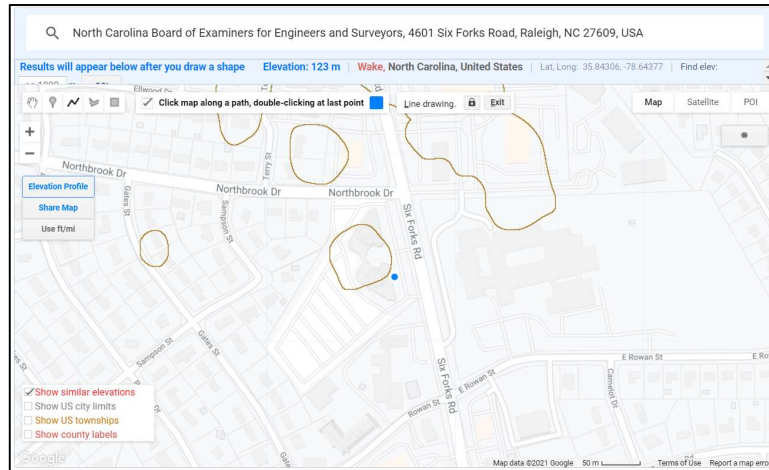 North Carolina Board of Examiners for Engineers and Surveyors, 4601 Six Forks Road, Raleigh, NC 27609, USA
Results will appear below after you draw a shape Elevation: 123 m | Wake, North Carolina, United States | Lat, Long: 35.84306, -78.64377 | Find elev:
Ellwood Dr
Click map along a path, double-clicking at last point Line drawing. Exit
Map Satellite POI
+
−
Terry St
Northbrook Dr
Northbrook Dr
Northbrook Dr
Elevation Profile
Share Map
Use ft/mi
Gates St
Sampson St
Six Forks Rd
Sampson St
Gates St
Six Forks Rd
E Rowan St
E Ro
E Rowan St
Rowan St
Camelot Dr
Show similar elevations
Show US city limits
Show US townships
Show county labels
Google
Gate
Map data ©2021 Google 50 m Terms of Use Report a map erro